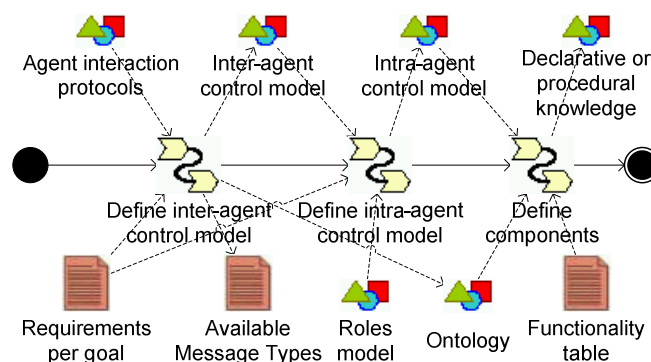 Agent interaction
protocols
Inter-agent
control model
Intra-agent
control model
Declarative or
procedural
knowledge
Define inter-agent
control model
Define intra-agent
control model
Define
components
Requirements
per goal
Available
Message Types
Roles
model
Ontology
Functionality
table